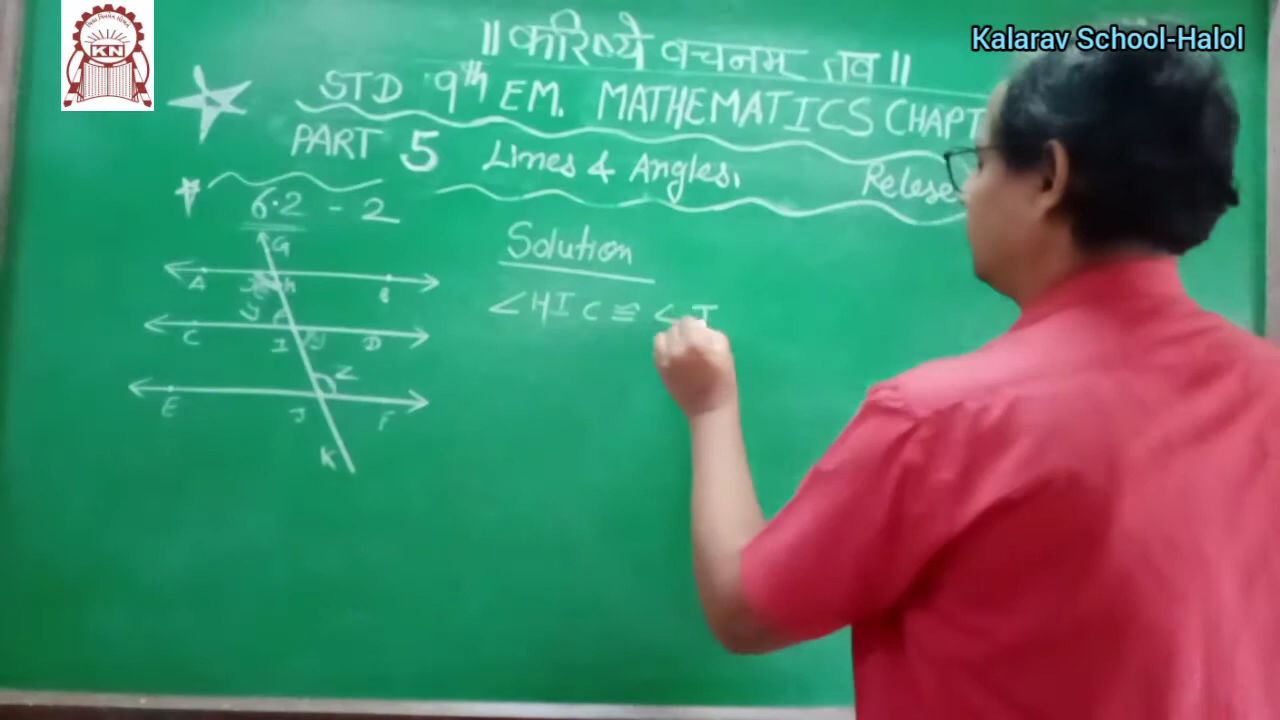 Kalarav School-Halol
KN
॥ करिष्ये वचनम् तव ॥
STD 9th EM. MATHEMATICS CHAPT
PART 5 Lines & Angles,
Relese
6.2 - 2
Solution
∠HIC ≅ ∠I
G
A
B
C
I
D
Z
E
J
F
K